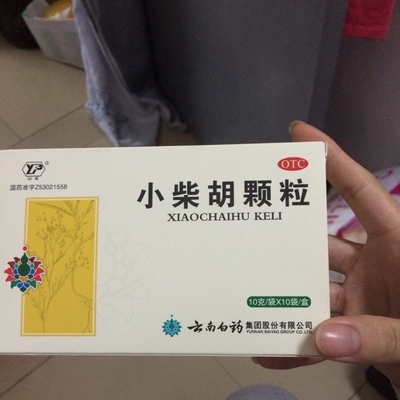 YP
OTC
国药准字Z53021558
小柴胡颗粒
XIAOCHAIHU KELI
10克/袋X10袋/盒
云南白药集团股份有限公司
YUNNAN BAIYAO GROUP CO.,LTD.